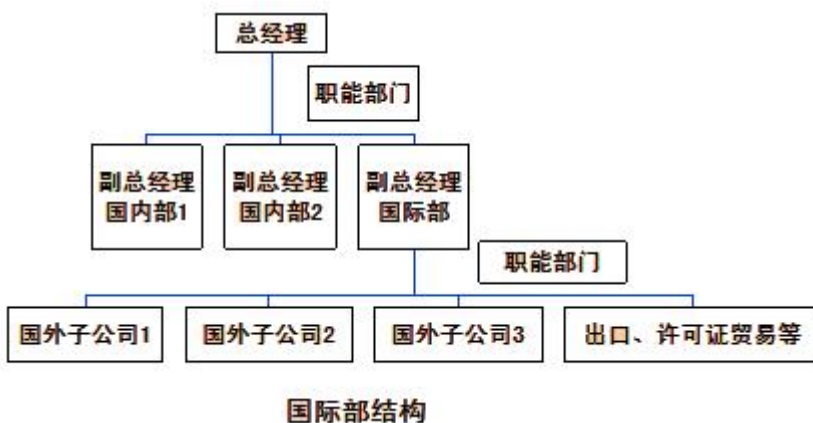 总经理
职能部门
副总经理
国内部1
副总经理
国内部2
副总经理
国际部
职能部门
国外子公司1
国外子公司2
国外子公司3
出口、许可证贸易等
国际部结构